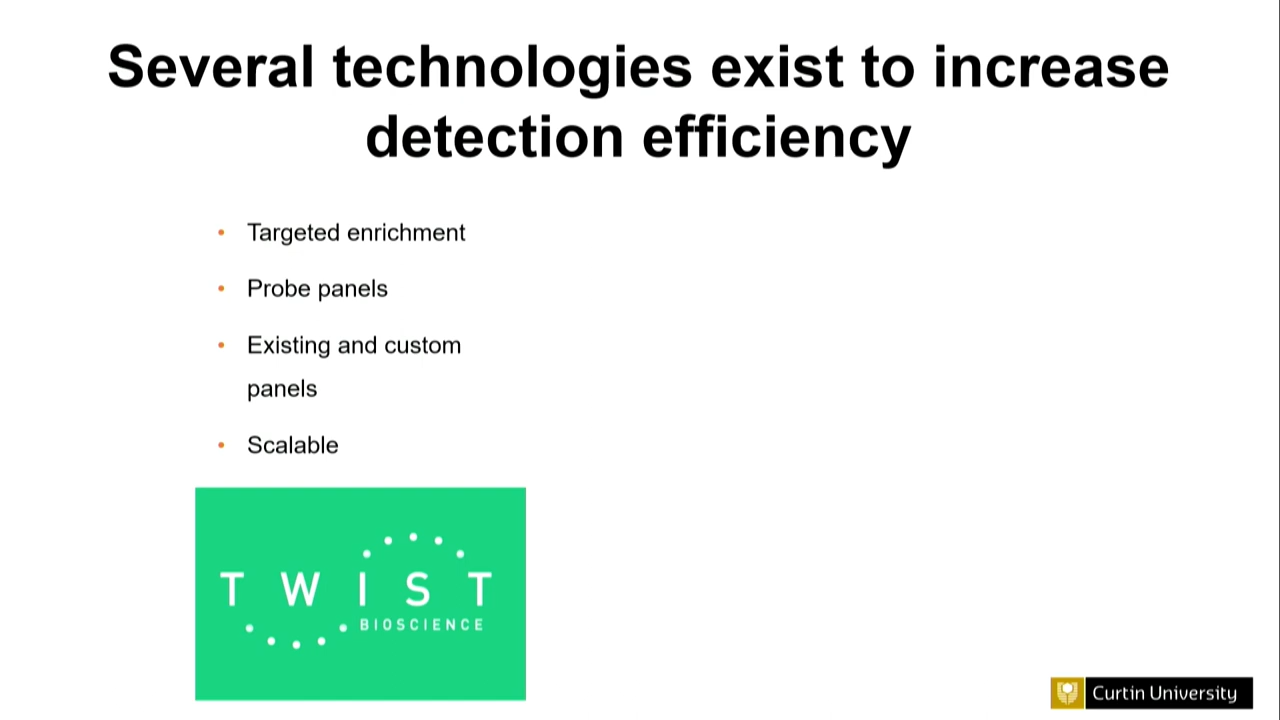 Several technologies exist to increase
detection efficiency
• Targeted enrichment
• Probe panels
• Existing and custom
panels
• Scalable
TWIST
BIOSCIENCE
Curtin University